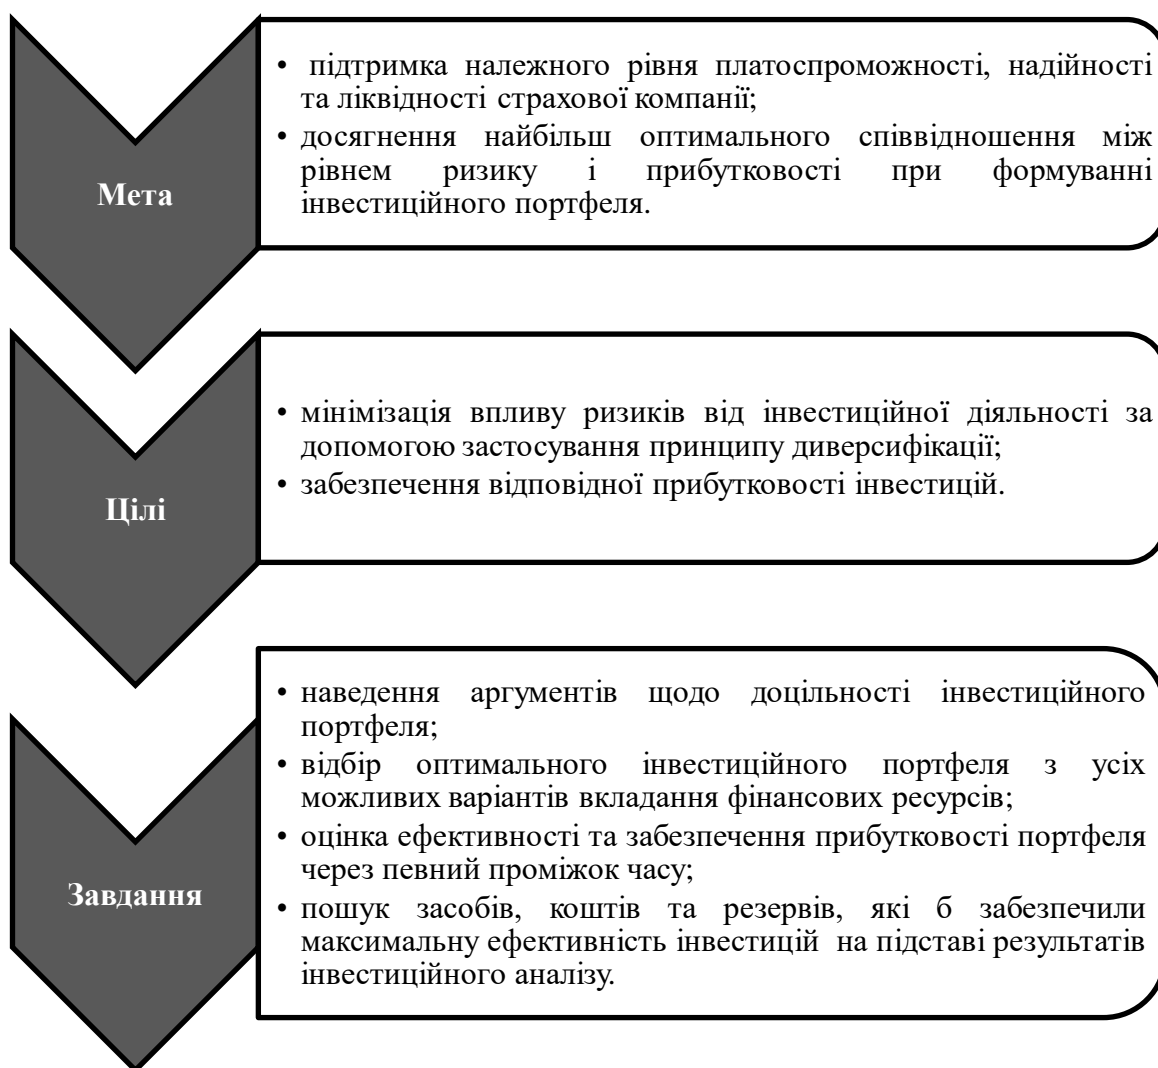 Мета
• підтримка належного рівня платоспроможності, надійності
та ліквідності страхової компанії;
• досягнення найбільш оптимального співвідношення між
рівнем ризику і прибутковості при формуванні
інвестиційного портфеля.
Цілі
• мінімізація впливу ризиків від інвестиційної діяльності за
допомогою застосування принципу диверсифікації;
• забезпечення відповідної прибутковості інвестицій.
Завдання
• наведення аргументів щодо доцільності інвестиційного
портфеля;
• відбір оптимального інвестиційного портфеля з усіх
можливих варіантів вкладання фінансових ресурсів;
• оцінка ефективності та забезпечення прибутковості портфеля
через певний проміжок часу;
• пошук засобів, коштів та резервів, які б забезпечили
максимальну ефективність інвестицій на підставі результатів
інвестиційного аналізу.